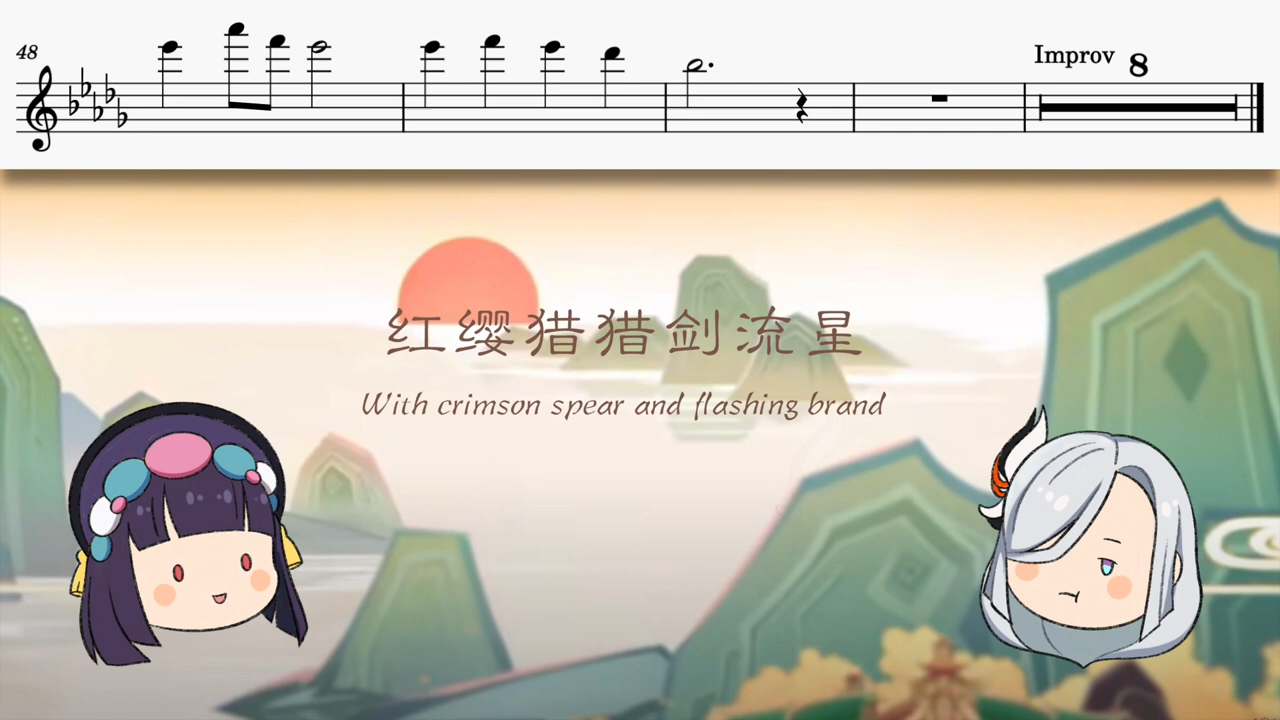 48
Improv 8
红缨猎猎剑流星
With crimson spear and flashing brand